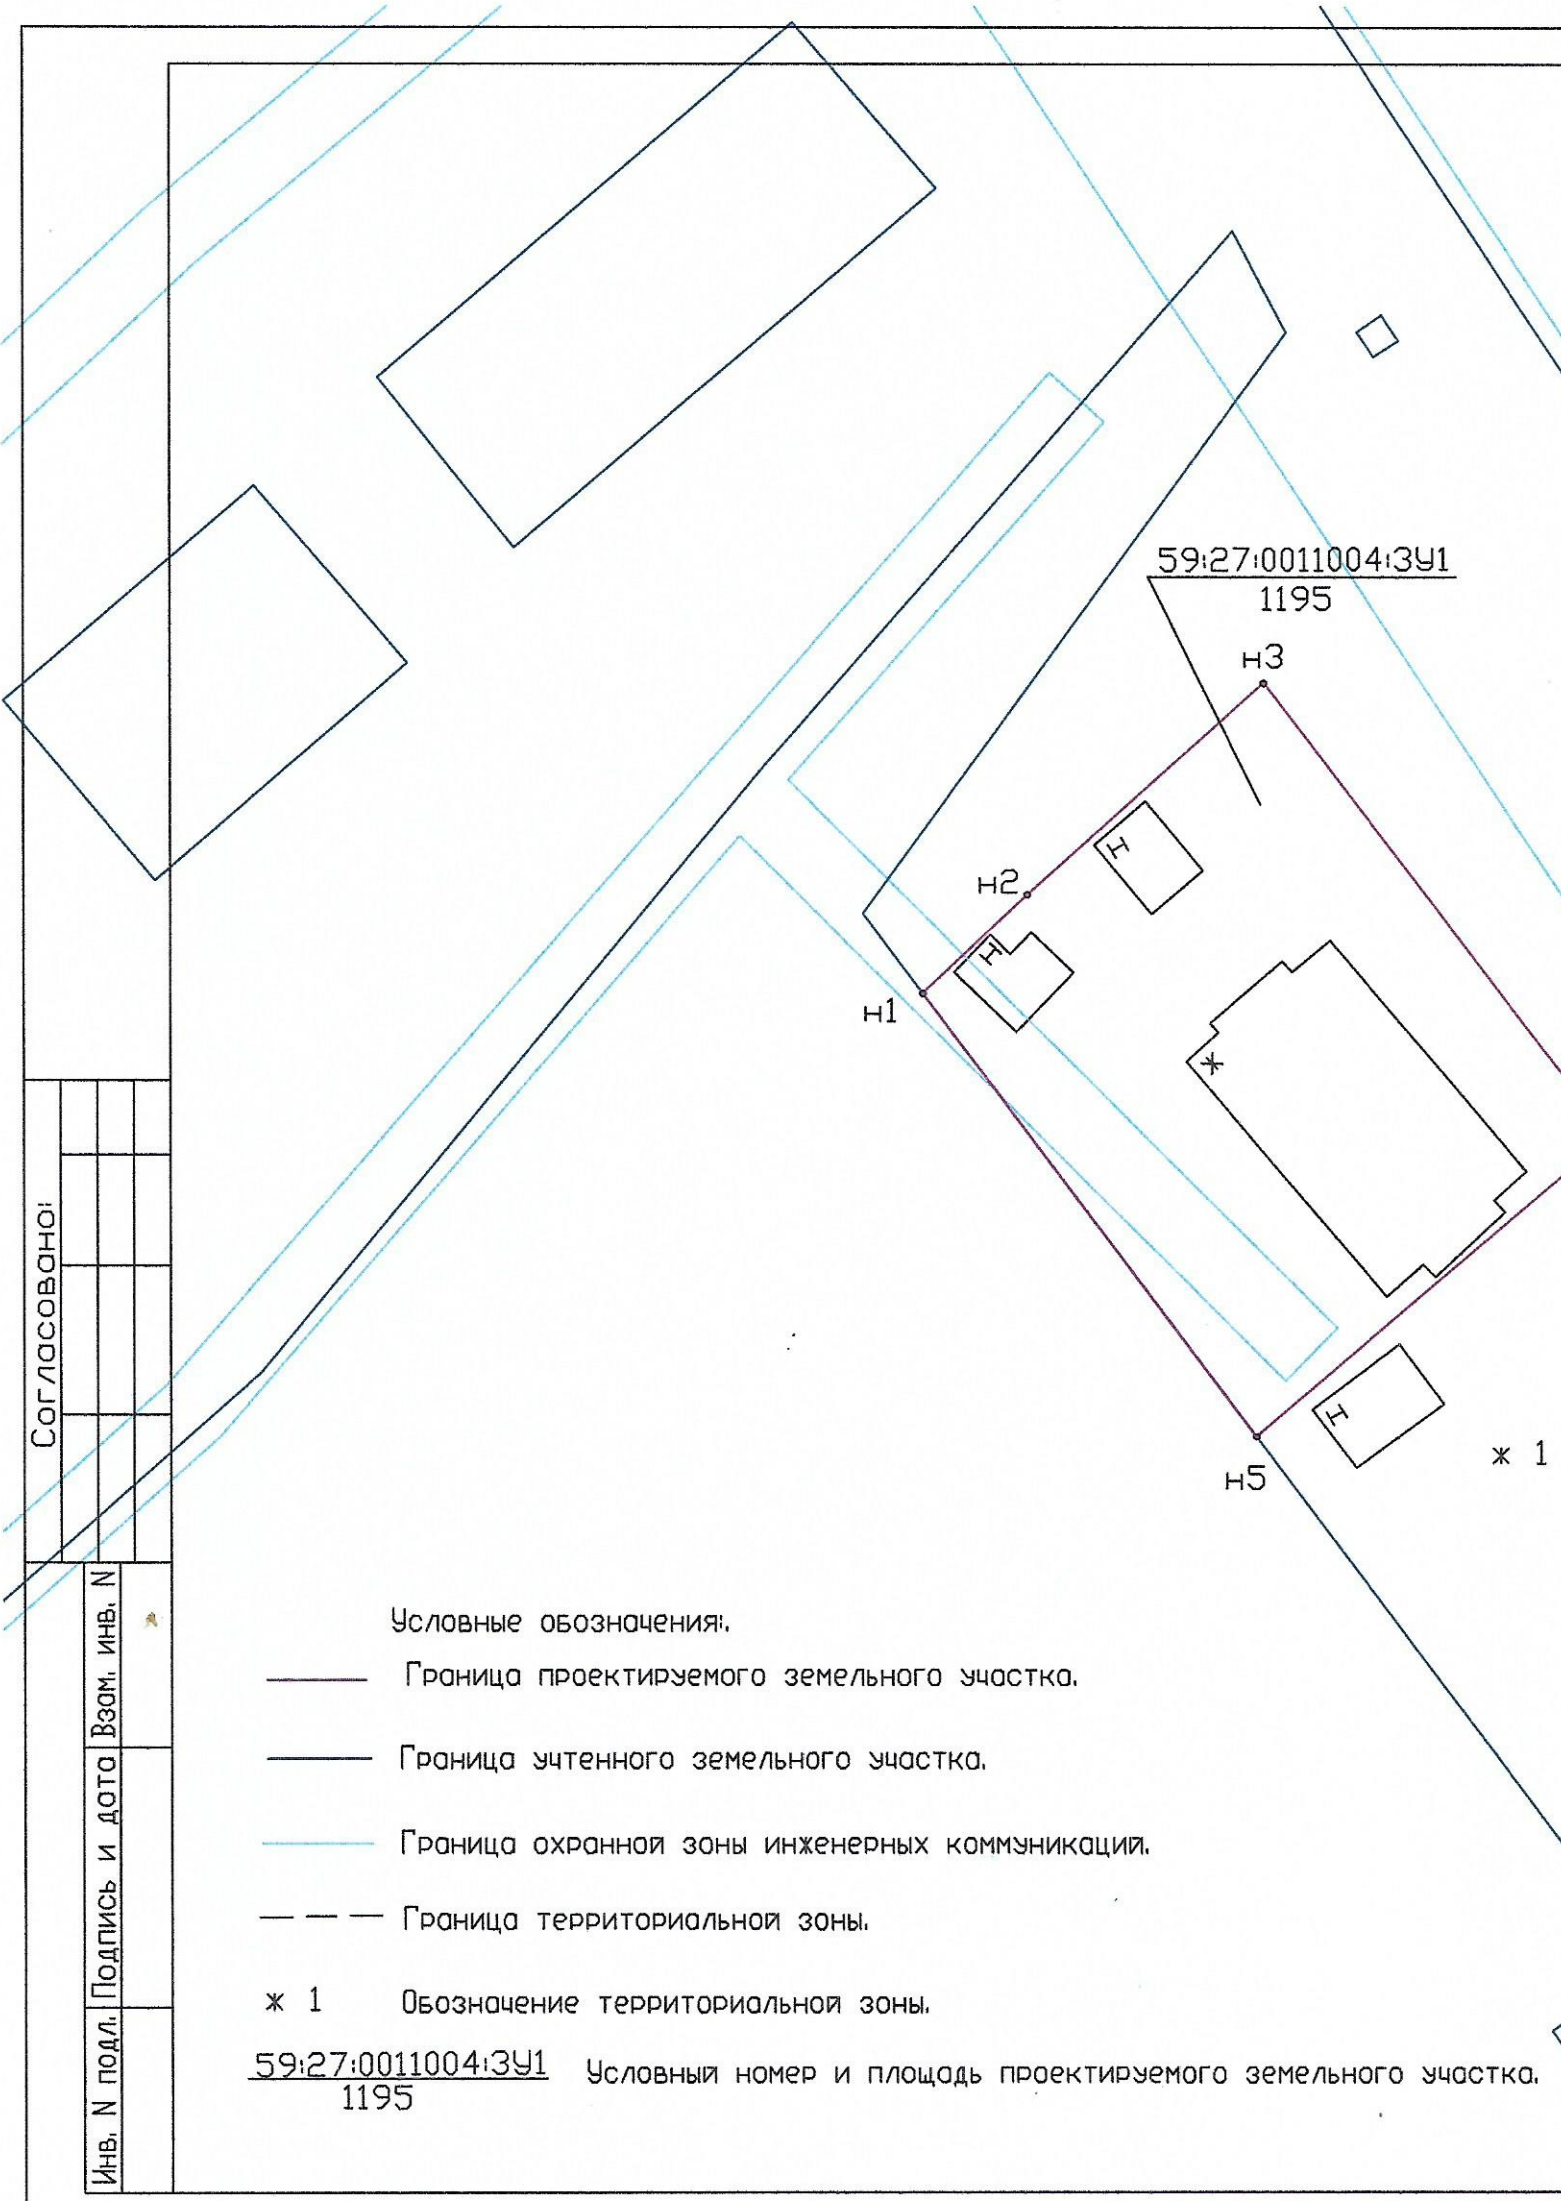 59:27:0011004:ЗУ1
1195
н3
н2
Н
Н
н1
Ж
Н
н5
ж 1
Согласовано:
Взам. инв. N
Подпись и дата
Инв. N подл.
Условные обозначения:.
Граница проектируемого земельного участка.
Граница учтенного земельного участка.
Граница охранной зоны инженерных коммуникаций.
Граница территориальной зоны.
ж 1 Обозначение территориальной зоны.
59:27:0011004:ЗУ1 Условный номер и площадь проектируемого земельного участка.
1195